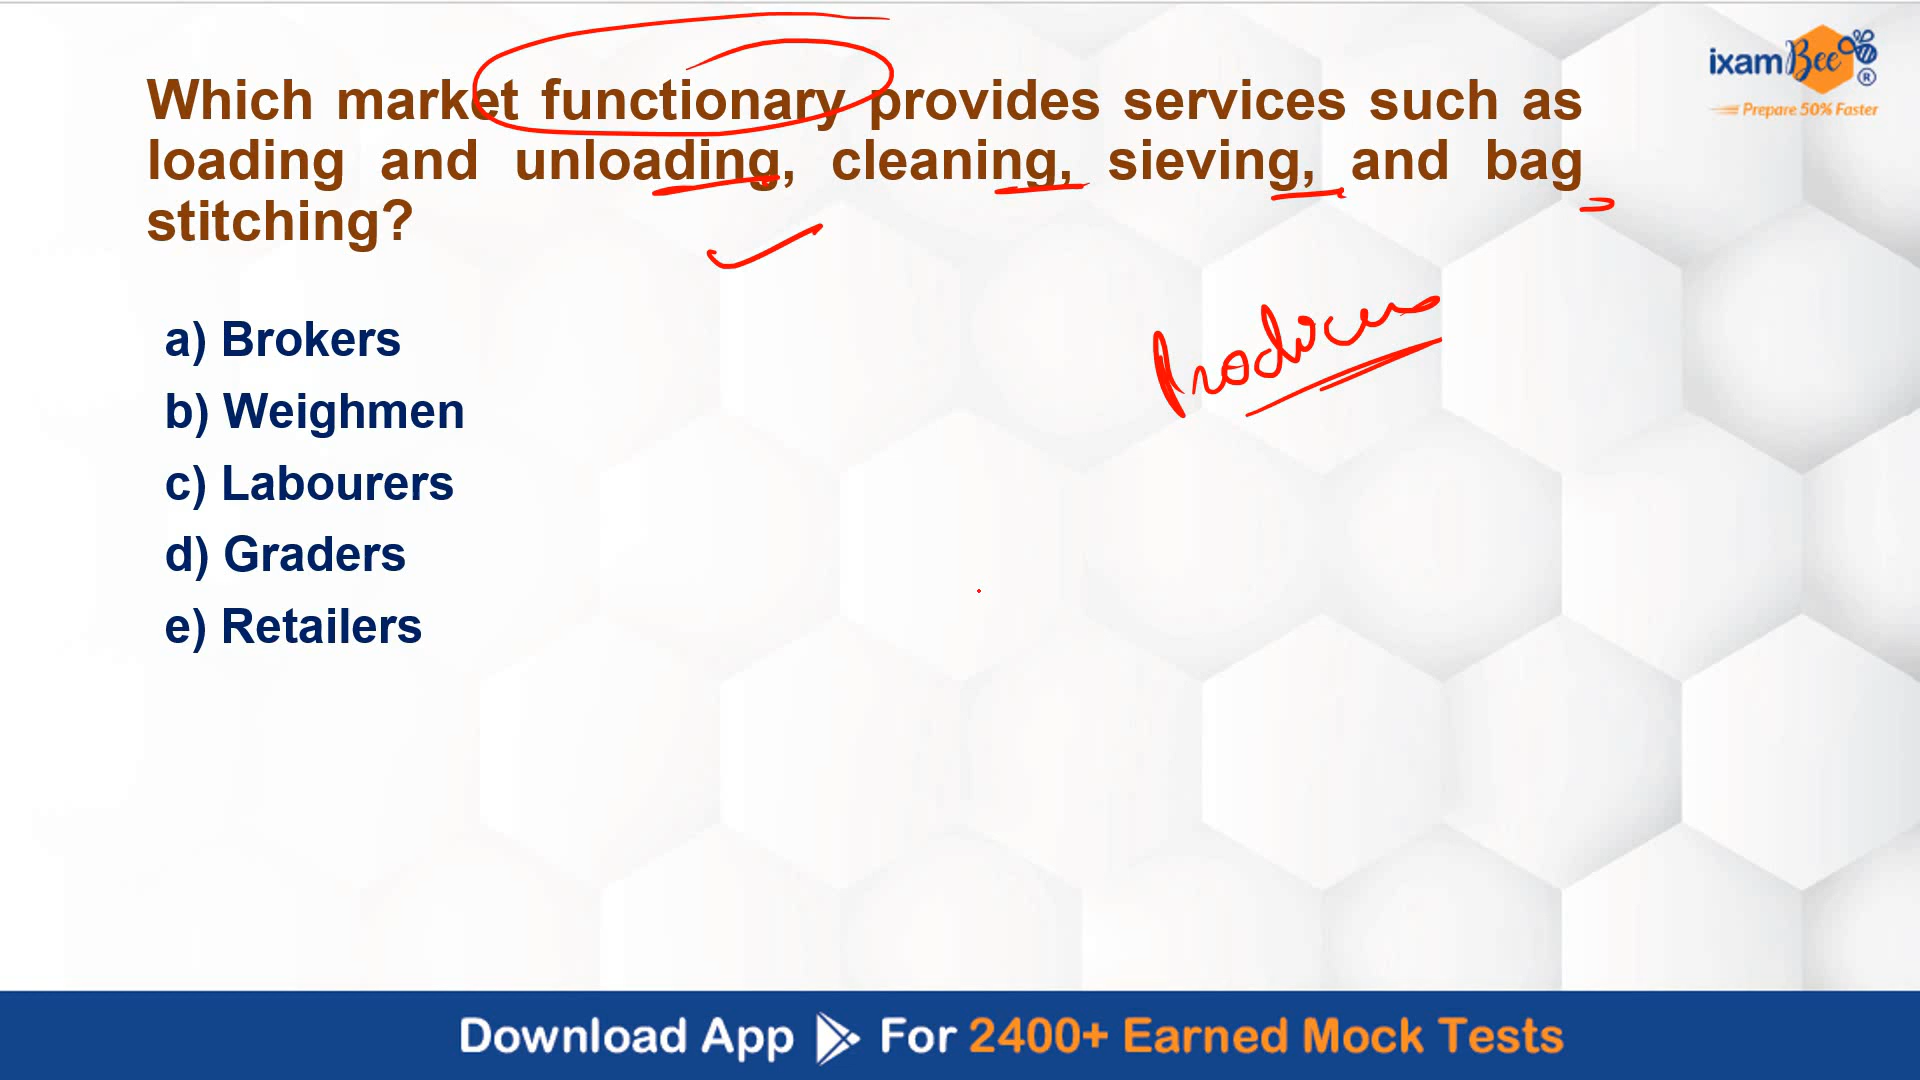 ixamBee
®
Prepare 50% Faster
Which market functionary provides services such as
loading and unloading, cleaning, sieving, and bag
stitching?
a) Brokers
b) Weighmen
c) Labourers
d) Graders
e) Retailers
Download App For 2400+ Earned Mock Tests